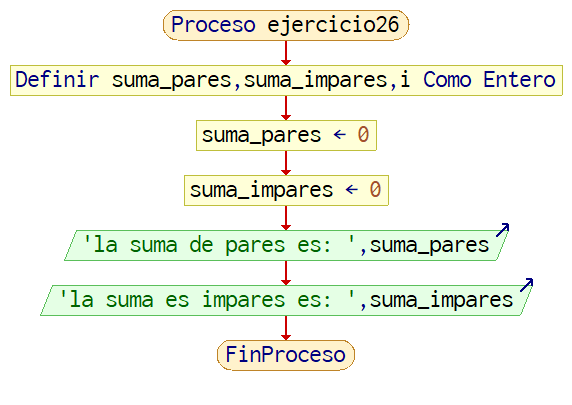 Proceso ejercicio26
Definir suma_pares,suma_impares,i Como Entero
suma_pares ← 0
suma_impares ← 0
'la suma de pares es: ',suma_pares
'la suma es impares es: ',suma_impares
FinProceso